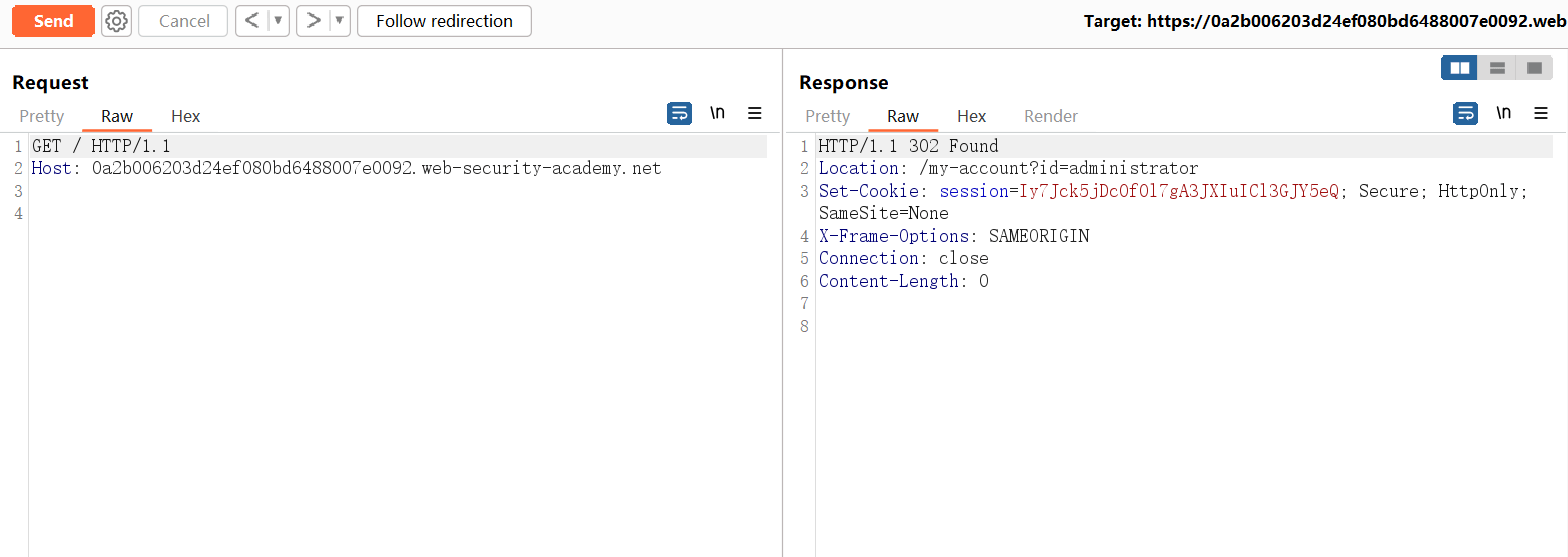 Send Cancel < > Follow redirection Target: https://0a2b006203d24ef080bd6488007e0092.web
Request
Pretty Raw Hex \n
1 GET / HTTP/1.1
2 Host: 0a2b006203d24ef080bd6488007e0092.web-security-academy.net
3
4
Response
Pretty Raw Hex Render \n
1 HTTP/1.1 302 Found
2 Location: /my-account?id=administrator
3 Set-Cookie: session=Iy7Jck5jDcOfOl7gA3JXIuICl3GJY5eQ; Secure; HttpOnly;
SameSite=None
4 X-Frame-Options: SAMEORIGIN
5 Connection: close
6 Content-Length: 0
7
8